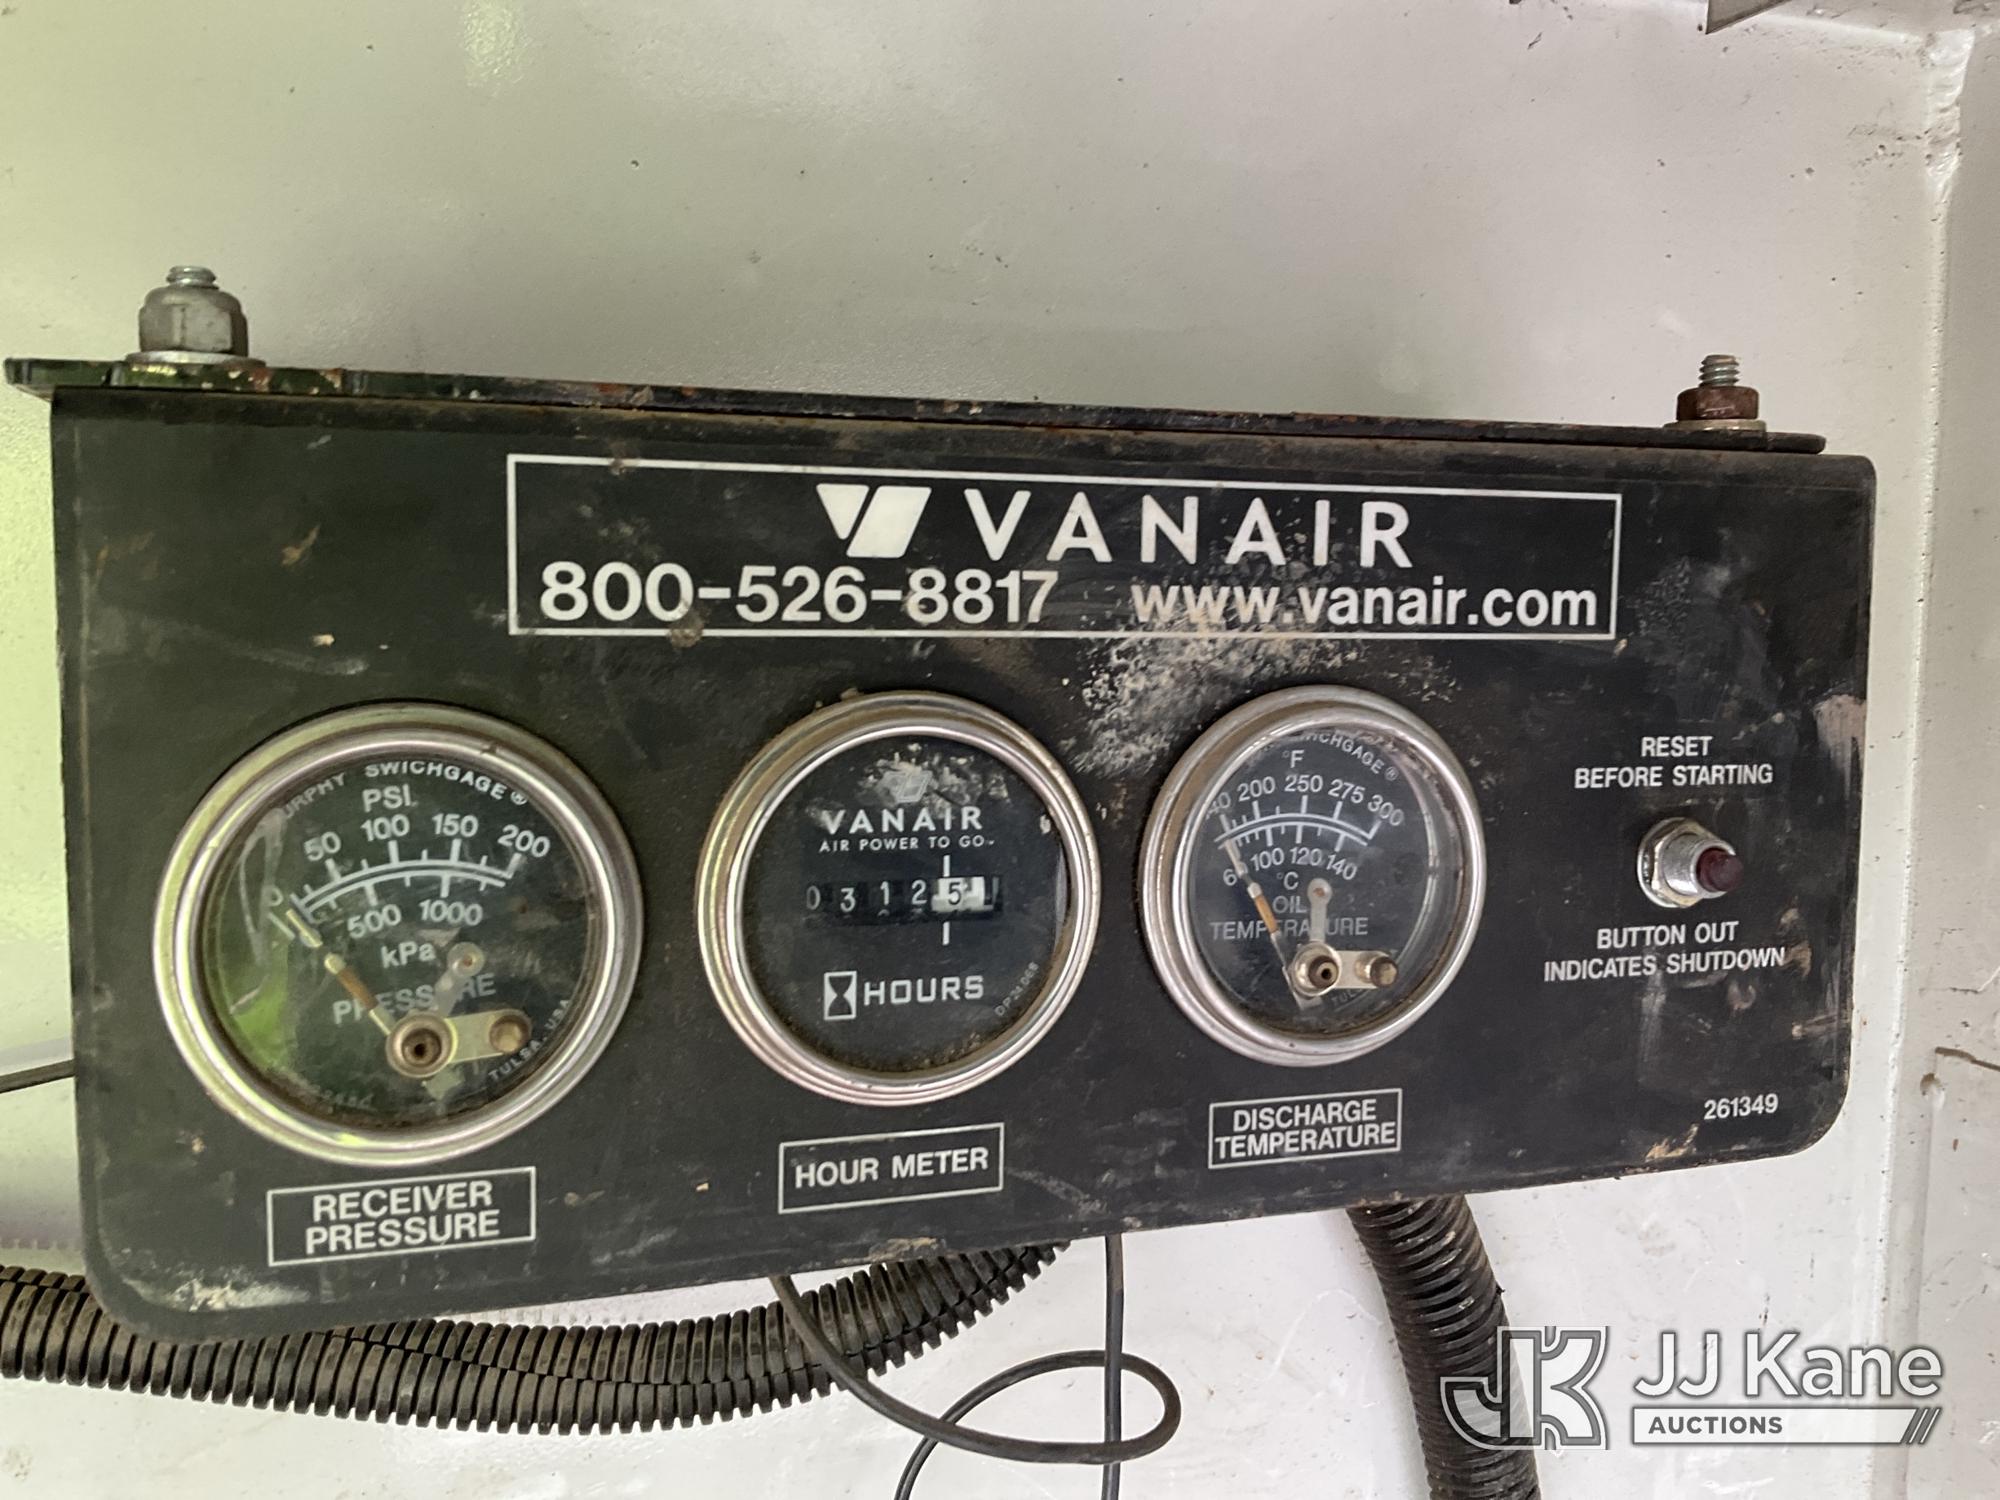 VANAIR
800-526-8817 www.vanair.com
SWICHGAGE®
PSI
0 50 100 150 200
500 1000
kPa
PRESSURE
TULSA, USA
RECEIVER
PRESSURE
VANAIR
AIR POWER TO GO
0 3 1 2 5
HOURS
HOUR METER
°F
200 250 275 300
100 120 140
°C
OIL
TEMPERATURE
DISCHARGE
TEMPERATURE
RESET
BEFORE STARTING
BUTTON OUT
INDICATES SHUTDOWN
261349
JK JJ Kane
AUCTIONS